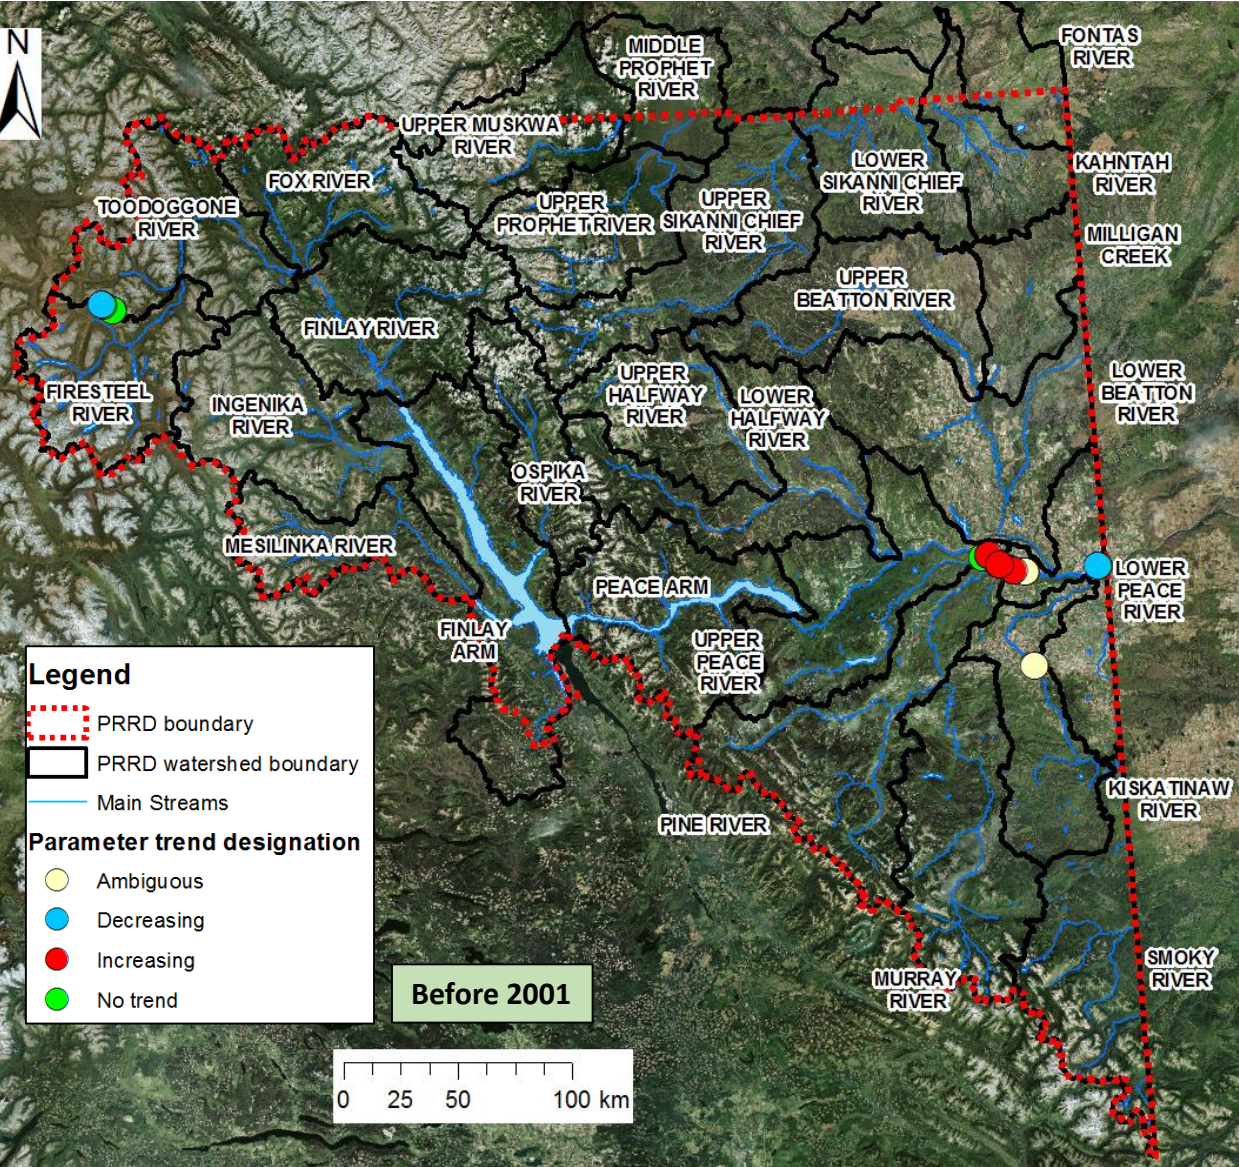 N
MIDDLE
PROPHET
RIVER
FONTAS
RIVER
UPPER MUSKWA
RIVER
FOX RIVER
LOWER
SIKANNI CHIEF
RIVER
KAHNTAH
RIVER
TOODOGGONE
RIVER
UPPER
PROPHET RIVER
UPPER
SIKANNI CHIEF
RIVER
MILLIGAN
CREEK
UPPER
BEATTON RIVER
FINLAY RIVER
FIRESTEEL
RIVER
INGENIKA
RIVER
UPPER
HALFWAY
RIVER
LOWER
HALFWAY
RIVER
LOWER
BEATTON
RIVER
OSPIKA
RIVER
MESILINKA RIVER
PEACE ARM
LOWER
PEACE
RIVER
FINLAY
ARM
UPPER
PEACE
RIVER
KISKATINAW
RIVER
PINE RIVER
MURRAY
RIVER
SMOKY
RIVER
Legend
PRRD boundary
PRRD watershed boundary
Main Streams
Parameter trend designation
Ambiguous
Decreasing
Increasing
No trend
Before 2001
0 25 50 100 km